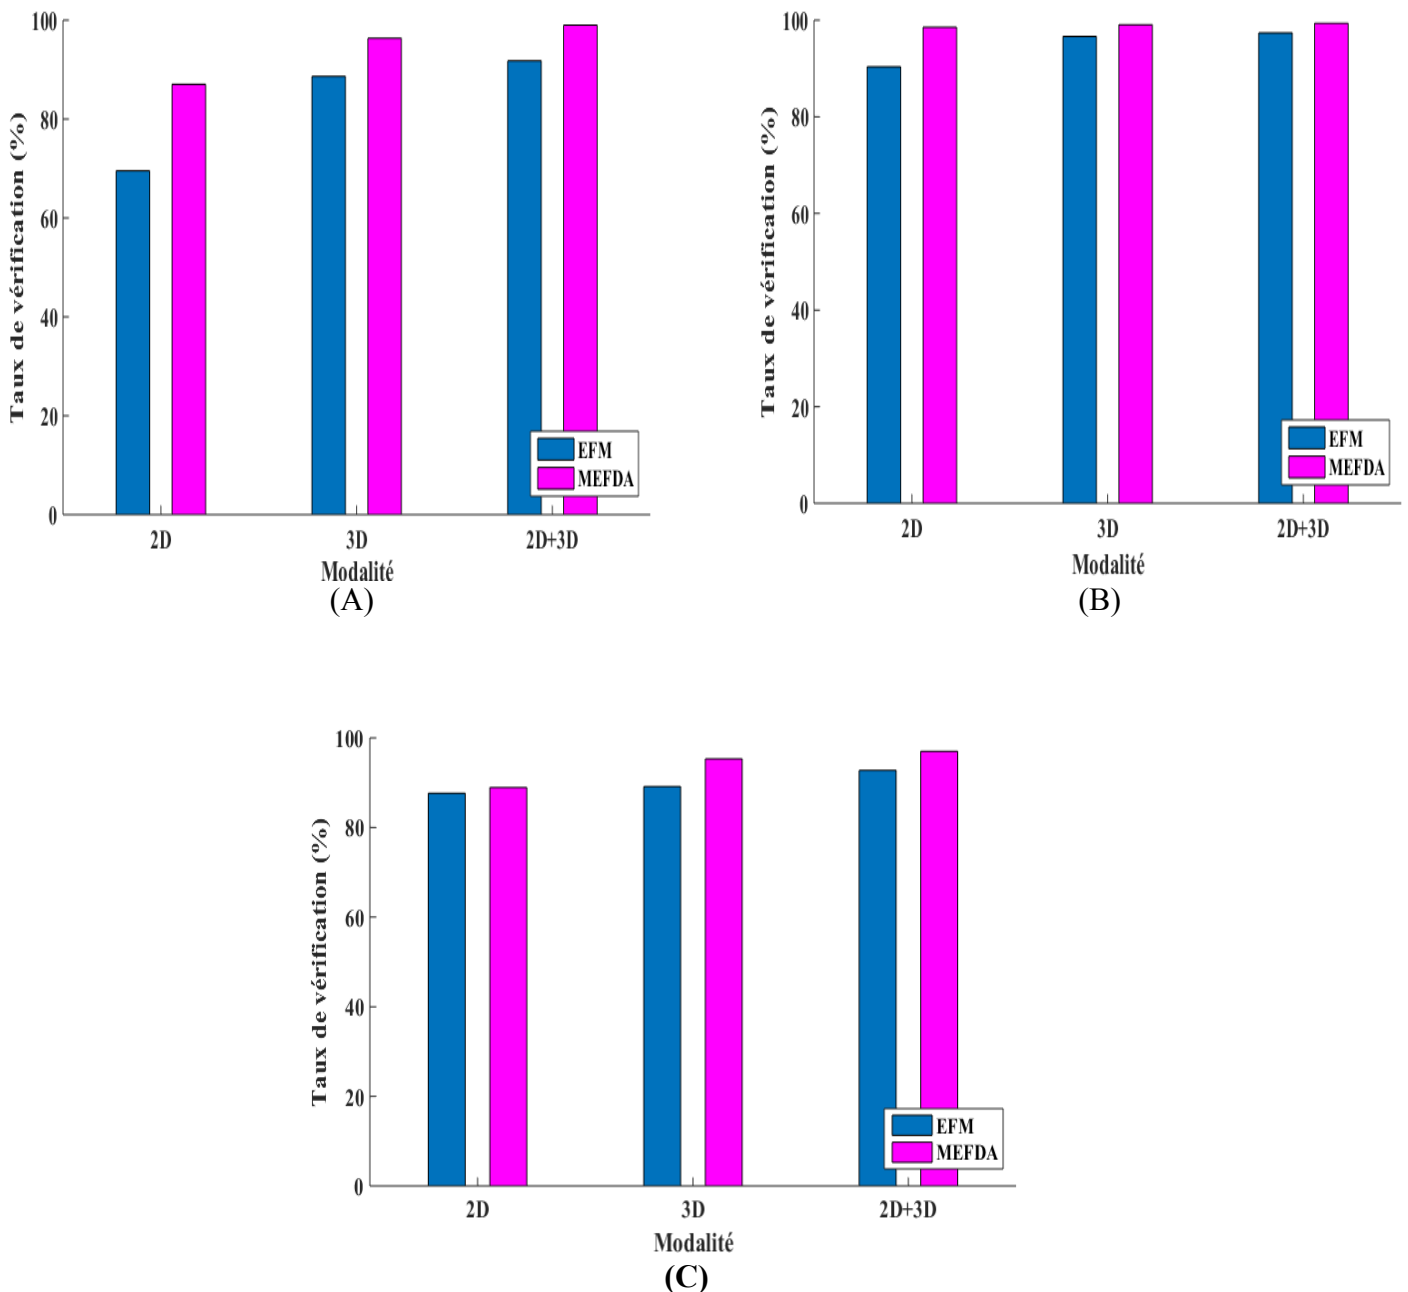 100
80
60
40
20
0
Taux de vérification (%)
2D 3D 2D+3D
Modalité
EFM
MEFDA
(A)
100
80
60
40
20
0
Taux de vérification (%)
2D 3D 2D+3D
Modalité
EFM
MEFDA
(B)
100
80
60
40
20
0
Taux de vérification (%)
2D 3D 2D+3D
Modalité
EFM
MEFDA
(C)